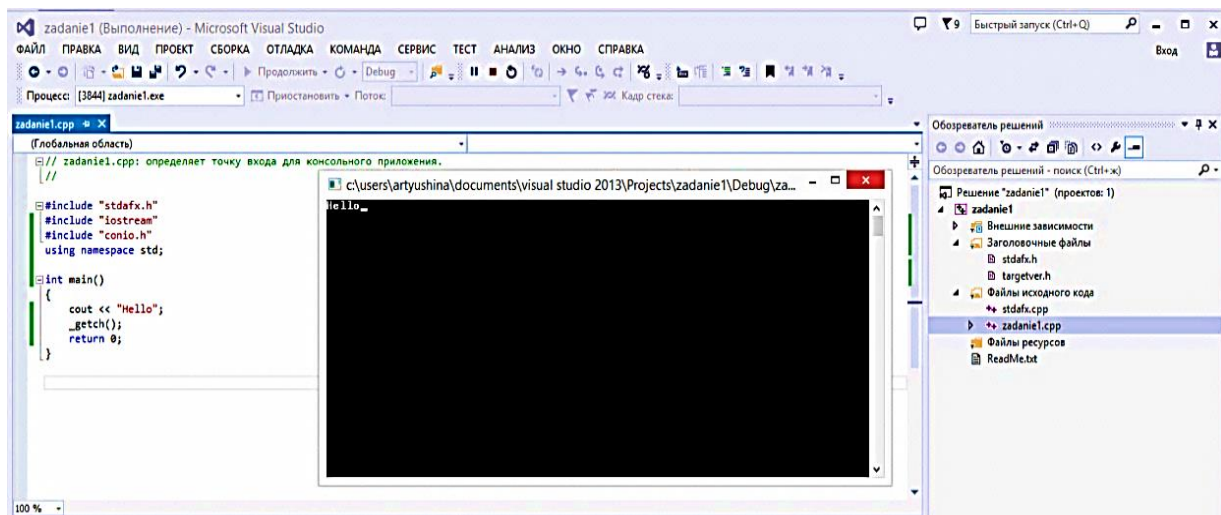 zadanie1 (Выполнение) - Microsoft Visual Studio
9 Быстрый запуск (Ctrl+Q)
ФАЙЛ ПРАВКА ВИД ПРОЕКТ СБОРКА ОТЛАДКА КОМАНДА СЕРВИС ТЕСТ АНАЛИЗ ОКНО СПРАВКА
Вход
Продолжить Debug
Процесс: [3844] zadanie1.exe Приостановить Поток: Кадр стека:
zadanie1.cpp
(Глобальная область)
// zadanie1.cpp: определяет точку входа для консольного приложения.
//
#include "stdafx.h"
#include "iostream"
#include "conio.h"
using namespace std;
int main()
{
cout << "Hello";
_getch();
return 0;
}
100 %
c:\users\artyushina\documents\visual studio 2013\Projects\zadanie1\Debug\za...
Hello_
Обозреватель решений
Обозреватель решений - поиск (Ctrl+ж)
Решение "zadanie1" (проектов: 1)
zadanie1
Внешние зависимости
Заголовочные файлы
stdafx.h
targetver.h
Файлы исходного кода
stdafx.cpp
zadanie1.cpp
Файлы ресурсов
ReadMe.txt